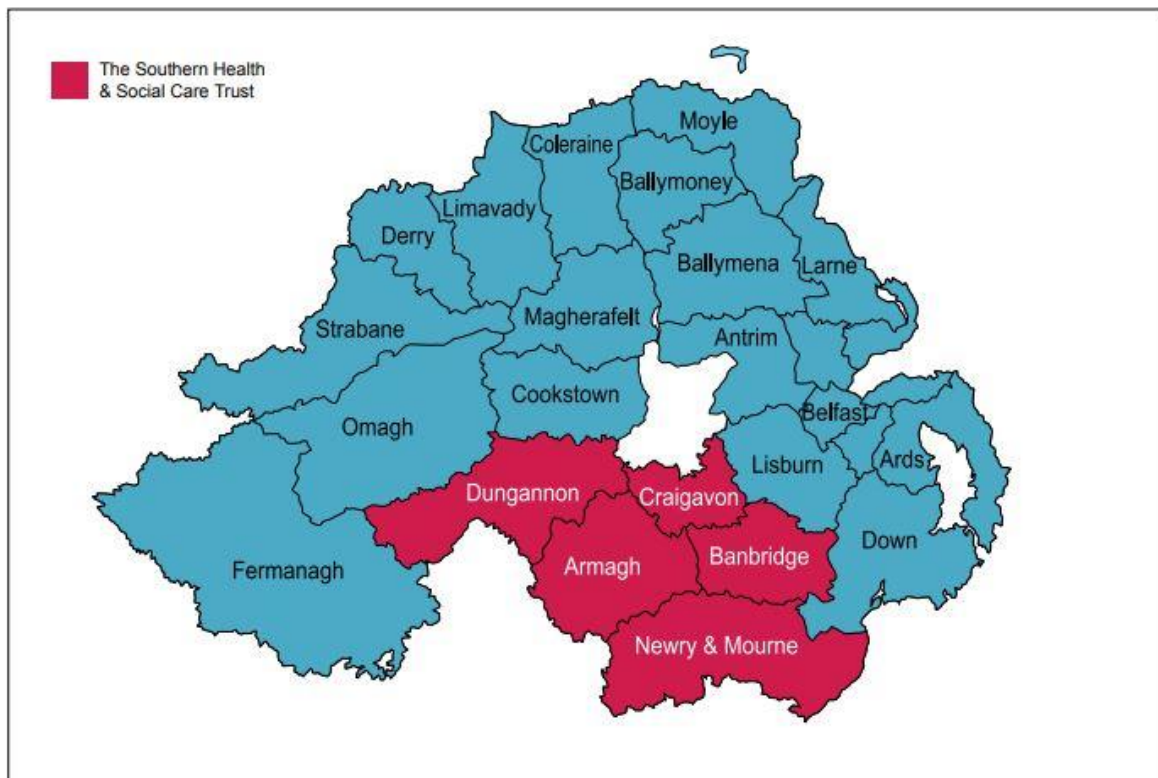 The Southern Health
& Social Care Trust
Moyle
Coleraine
Ballymoney
Limavady
Derry
Ballymena
Larne
Magherafelt
Strabane
Antrim
Cookstown
Belfast
Omagh
Lisburn
Ards
Dungannon
Craigavon
Down
Banbridge
Armagh
Fermanagh
Newry & Mourne